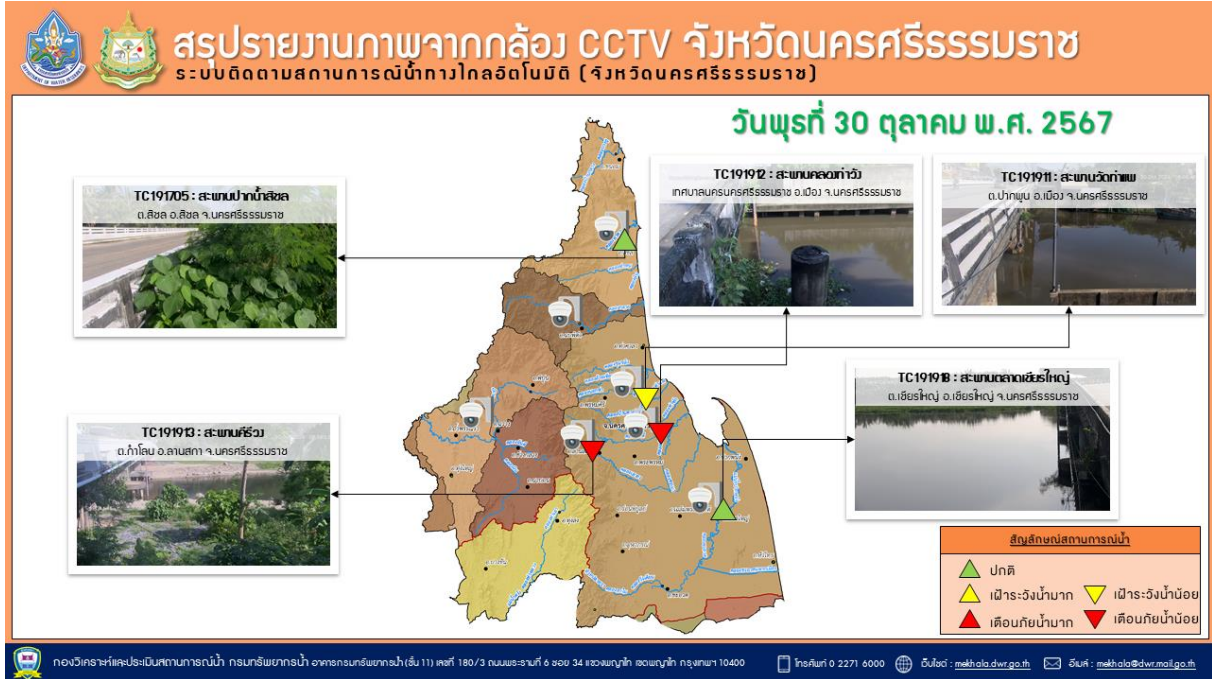 สรุปรายงานภาพจากกล้อง CCTV จังหวัดนครศรีธรรมราช
ระบบติดตามสถานการณ์น้ำทางไกลอัตโนมัติ (จังหวัดนครศรีธรรมราช)
วันพุธที่ 30 ตุลาคม พ.ศ. 2567
TC191705 : สะพานปากน้ำสิชล
ต.สิชล อ.สิชล จ.นครศรีธรรมราช
TC191912 : สะพานคลองท่าวัง
เทศบาลนครนครศรีธรรมราช อ.เมือง จ.นครศรีธรรมราช
TC191911 : สะพานวัดท่าแพ
ต.ปากพูน อ.เมือง จ.นครศรีธรรมราช
TC191913 : สะพานคีรีวง
ต.กำโลน อ.ลานสกา จ.นครศรีธรรมราช
สะพานตลาดเชียรใหญ่
ต.เชียรใหญ่ อ.เชียรใหญ่ จ.นครศรีธรรมราช
สัญลักษณ์สถานการณ์น้ำ
ปกติ
เฝ้าระวังน้ำมาก
เฝ้าระวังน้ำน้อย
เตือนภัยน้ำมาก
เตือนภัยน้ำน้อย
กองวิเคราะห์และประเมินสถานการณ์น้ำ กรมทรัพยากรน้ำ อาคารกรมทรัพยากรน้ำ (ชั้น 11) เลขที่ 180/3 ถนนพระรามที่ 6 ซอย 34 แขวงพญาไท เขตพญาไท กรุงเทพฯ 10400
โทรศัพท์ 0 2271 6000
เว็บไซต์ : mekhala.dwr.go.th
อีเมล์ : mekhala@dwr.mail.go.th